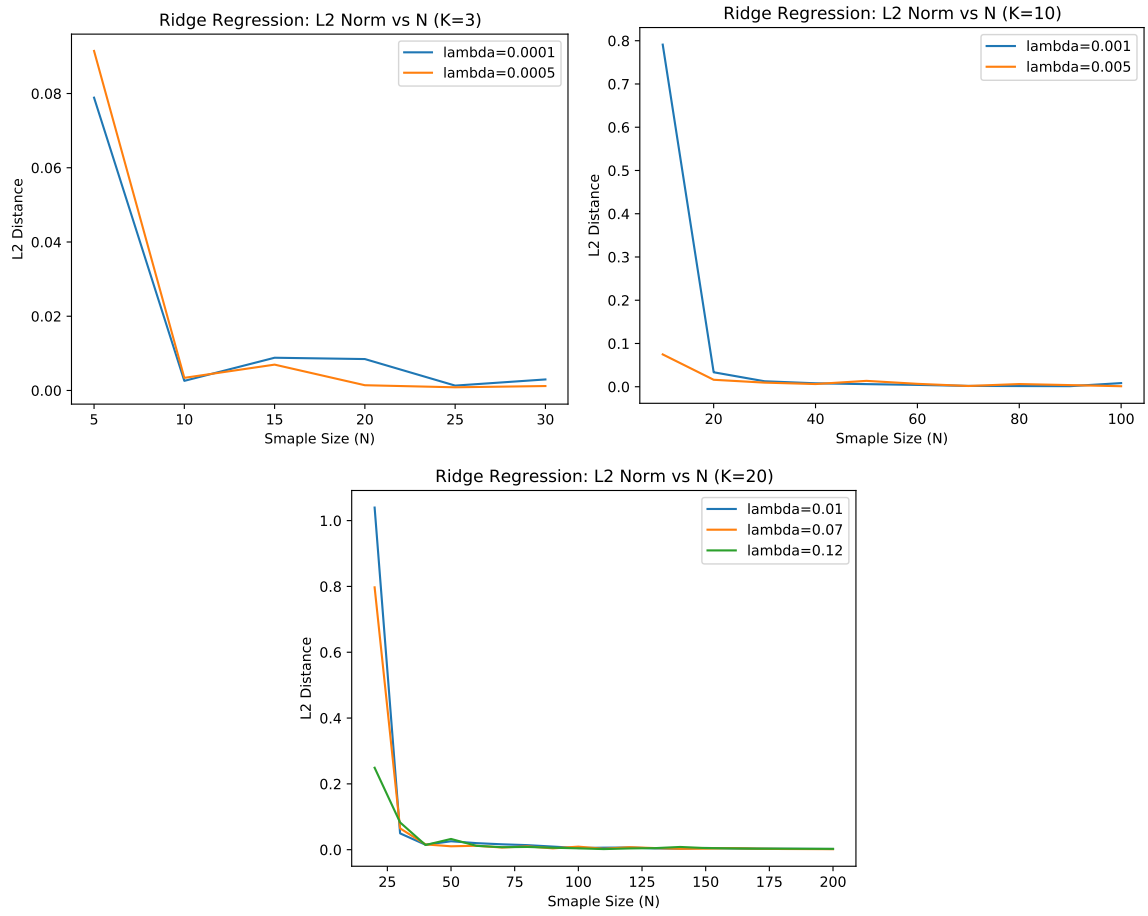 Ridge Regression: L2 Norm vs N (K=3)
lambda=0.0001
lambda=0.0005
L2 Distance
0.08
0.06
0.04
0.02
0.00
5 10 15 20 25 30
Smaple Size (N)
Ridge Regression: L2 Norm vs N (K=10)
lambda=0.001
lambda=0.005
L2 Distance
0.8
0.7
0.6
0.5
0.4
0.3
0.2
0.1
0.0
20 40 60 80 100
Smaple Size (N)
Ridge Regression: L2 Norm vs N (K=20)
lambda=0.01
lambda=0.07
lambda=0.12
L2 Distance
1.0
0.8
0.6
0.4
0.2
0.0
25 50 75 100 125 150 175 200
Smaple Size (N)